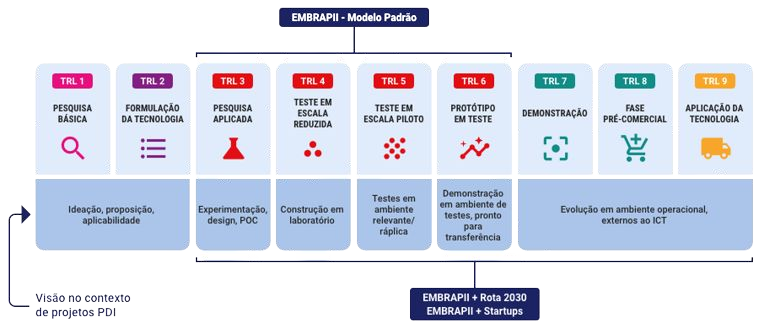 EMBRAPII - Modelo Padrão
TRL 1
TRL 2
TRL 3
TRL 4
TRL 5
TRL 6
TRL 7
TRL 8
TRL 9
PESQUISA
BÁSICA
FORMULAÇÃO
DA TECNOLOGIA
PESQUISA
APLICADA
TESTE EM
ESCALA
REDUZIDA
TESTE EM
ESCALA PILOTO
PROTÓTIPO
EM TESTE
DEMONSTRAÇÃO
FASE
PRÉ-COMERCIAL
APLICAÇÃO DA
TECNOLOGIA
Ideação, proposição,
aplicabilidade
Experimentação,
design, POC
Construção em
laboratório
Testes em
ambiente
relevante/
ráplica
Demonstração
em ambiente de
testes, pronto
para
transferência
Evolução em ambiente operacional,
externos ao ICT
Visão no contexto
de projetos PDI
EMBRAPII + Rota 2030
EMBRAPII + Startups